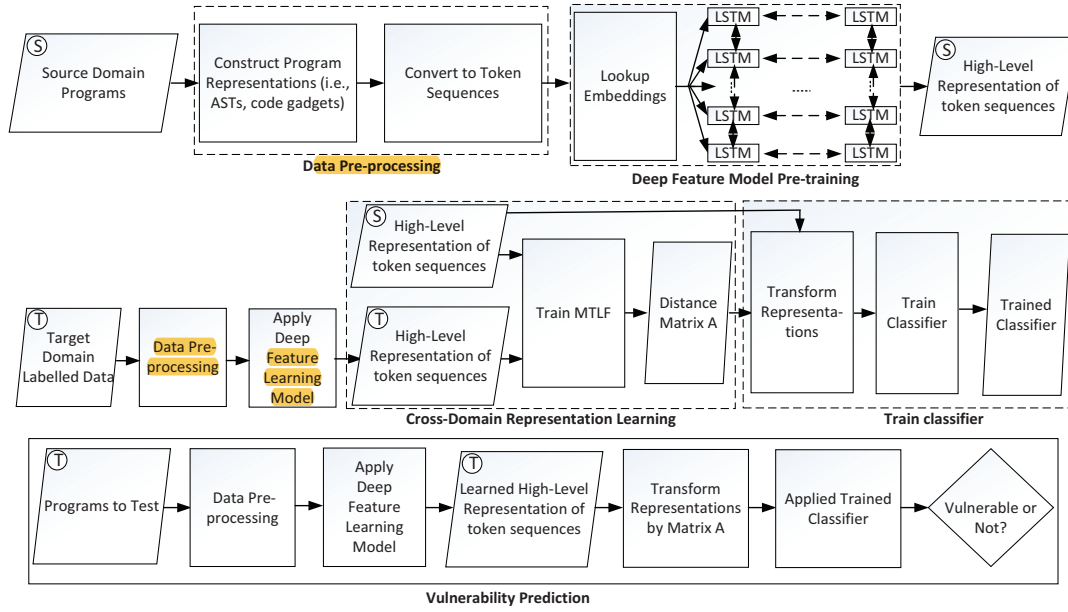 S
Source Domain
Programs
Construct Program
Representations (i.e.,
ASTs, code gadgets)
Convert to Token
Sequences
Data Pre-processing
Lookup
Embeddings
LSTM
LSTM
LSTM
LSTM
......
LSTM
LSTM
LSTM
LSTM
Deep Feature Model Pre-training
S
High-Level
Representation of
token sequences
T
Target
Domain
Labelled Data
Data Pre-
processing
Apply
Deep
Feature
Learning
Model
S
High-Level
Representation of
token sequences
T
High-Level
Representation of
token sequences
Train MTLF
Distance
Matrix A
Cross-Domain Representation Learning
Transform
Representa-
tions
Train
Classifier
Trained
Classifier
Train classifier
T
Programs to Test
Data Pre-
processing
Apply
Deep
Feature
Learning
Model
T
Learned High-Level
Representation of
token sequences
Transform
Representations
by Matrix A
Applied Trained
Classifier
Vulnerable or
Not?
Vulnerability Prediction